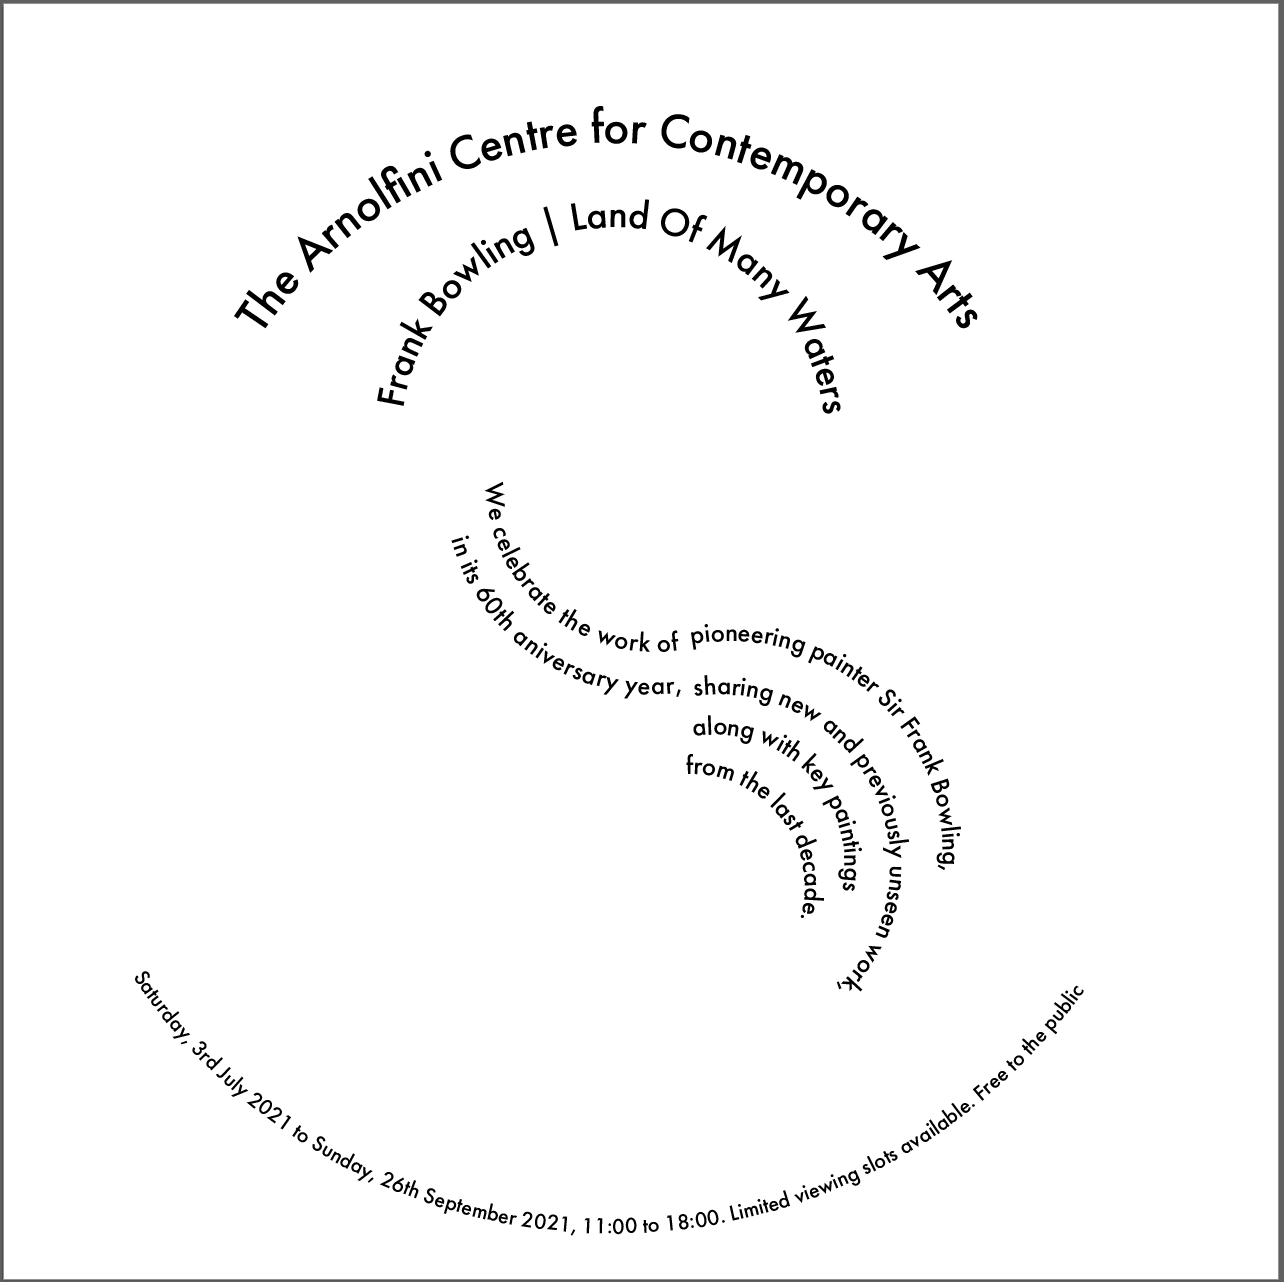 The Arnolfini Centre for Contemporary Arts
Frank Bowling | Land Of Many Waters
We celebrate the work of pioneering painter Sir Frank Bowling,
in its 60th aniversary year, sharing new and previously unseen work,
along with key paintings
from the last decade.
Saturday, 3rd July 2021 to Sunday, 26th September 2021, 11:00 to 18:00. Limited viewing slots available. Free to the public